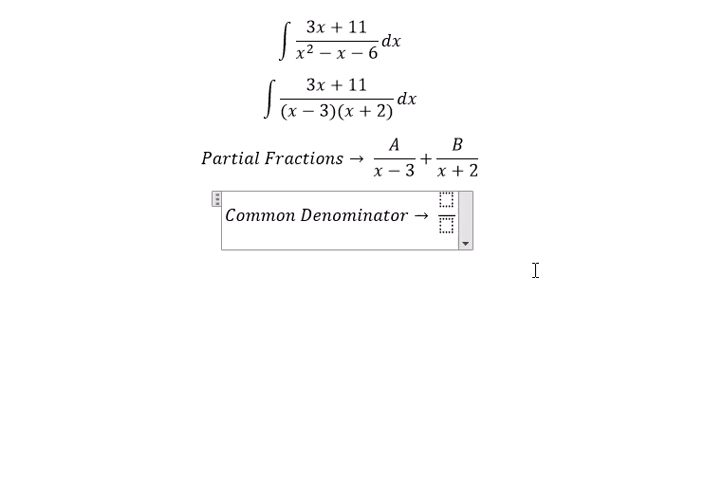 ∫ (3x + 11)/(x² − x − 6) dx
∫ (3x + 11)/((x − 3)(x + 2)) dx
Partial Fractions → A/(x − 3) + B/(x + 2)
Common Denominator →